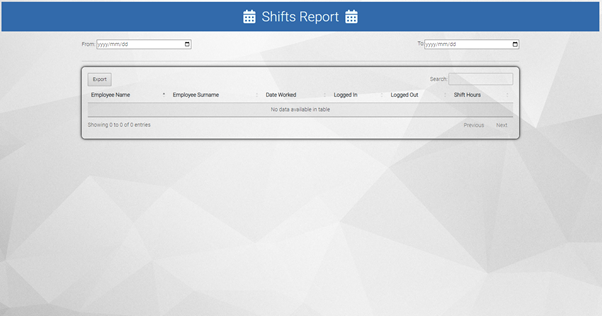 Shifts Report
From: yyyy/mm/dd To: yyyy/mm/dd
Export Search:
Employee Name Employee Surname Date Worked Logged In Logged Out Shift Hours
No data available in table
Showing 0 to 0 of 0 entries Previous Next